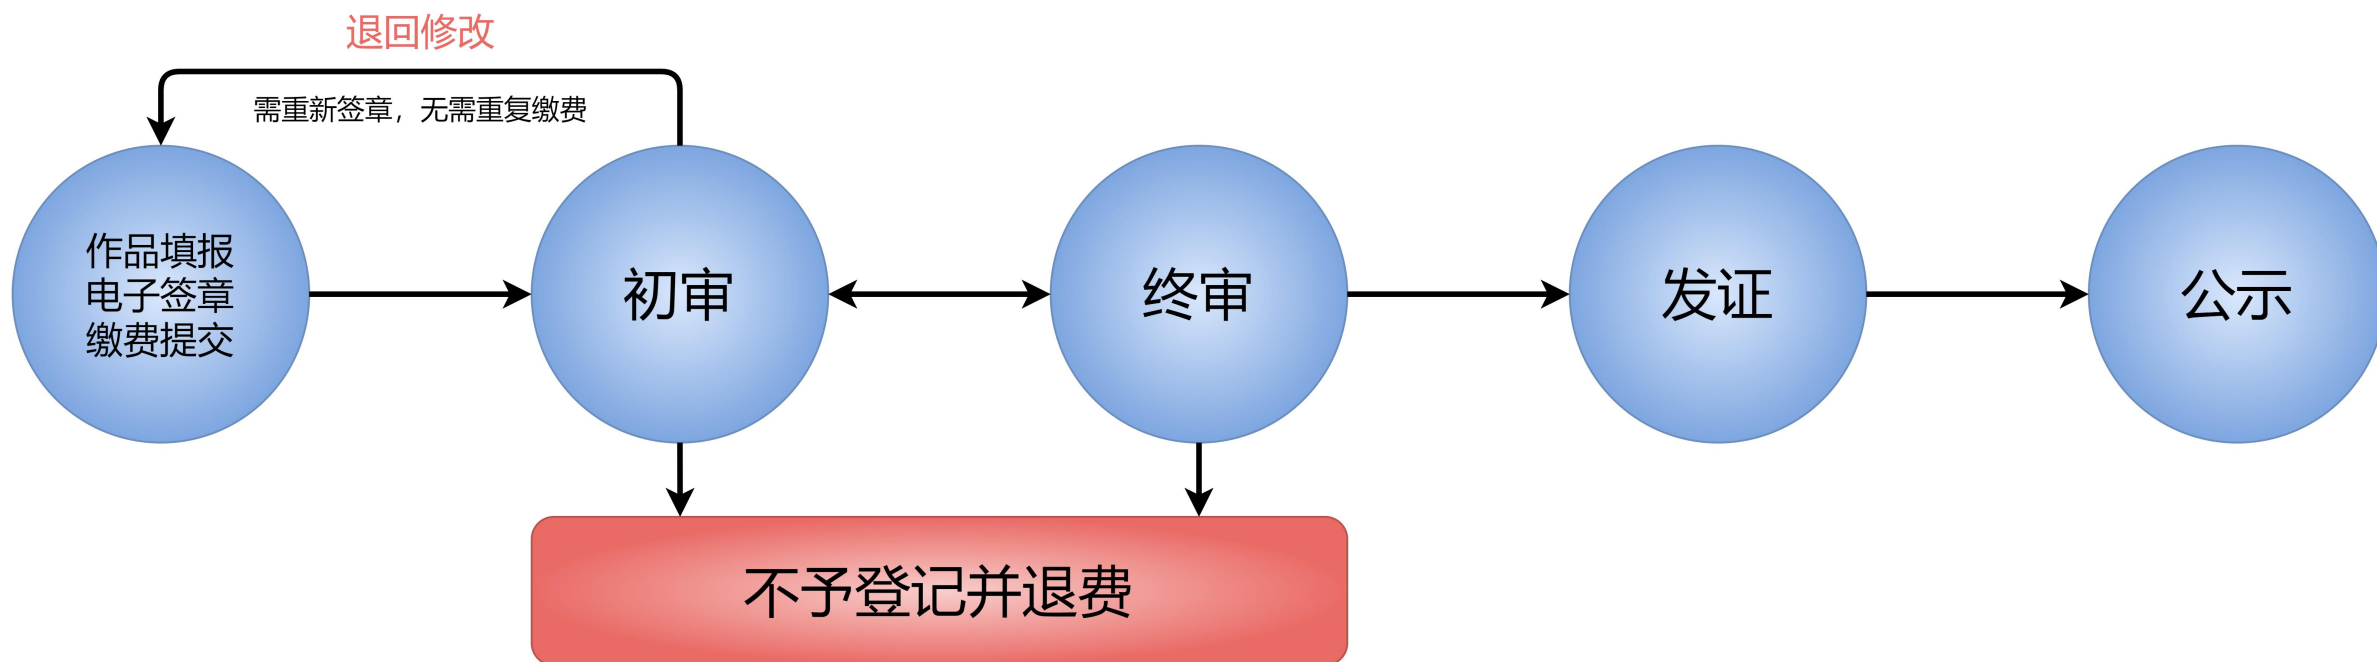 退回修改
需重新签章，无需重复缴费
作品填报
电子签章
缴费提交
初审
终审
发证
公示
不予登记并退费